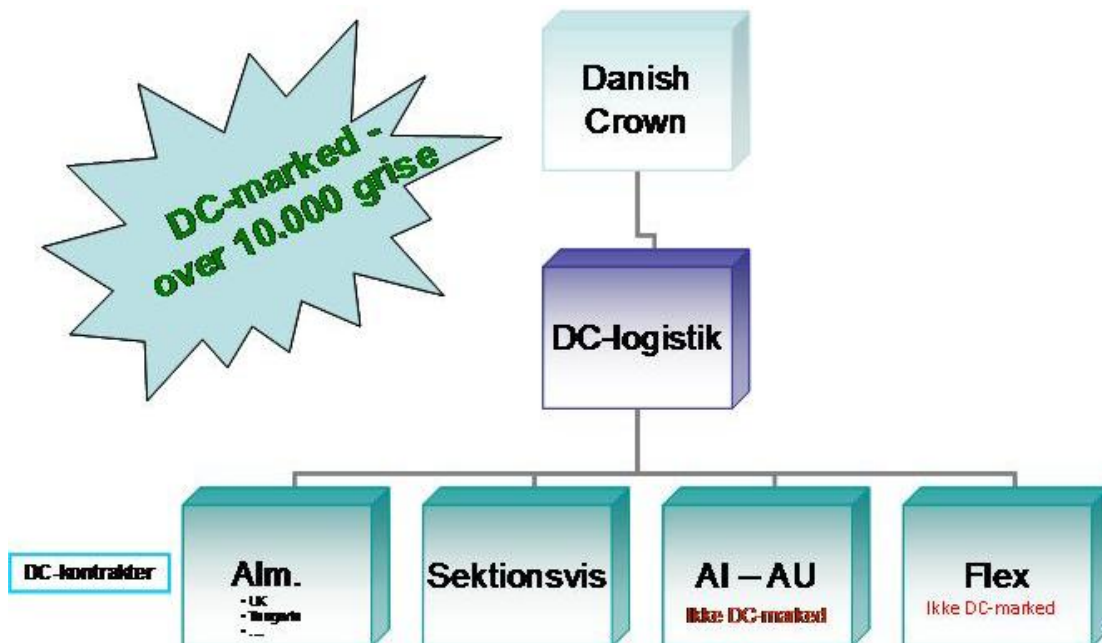 DC-marked -
over 10.000 grise
Danish
Crown
DC-logistik
DC-kontrakter
Alm.
- UK
Sektionsvis
AI – AU
Ikke DC-marked
Flex
Ikke DC-marked